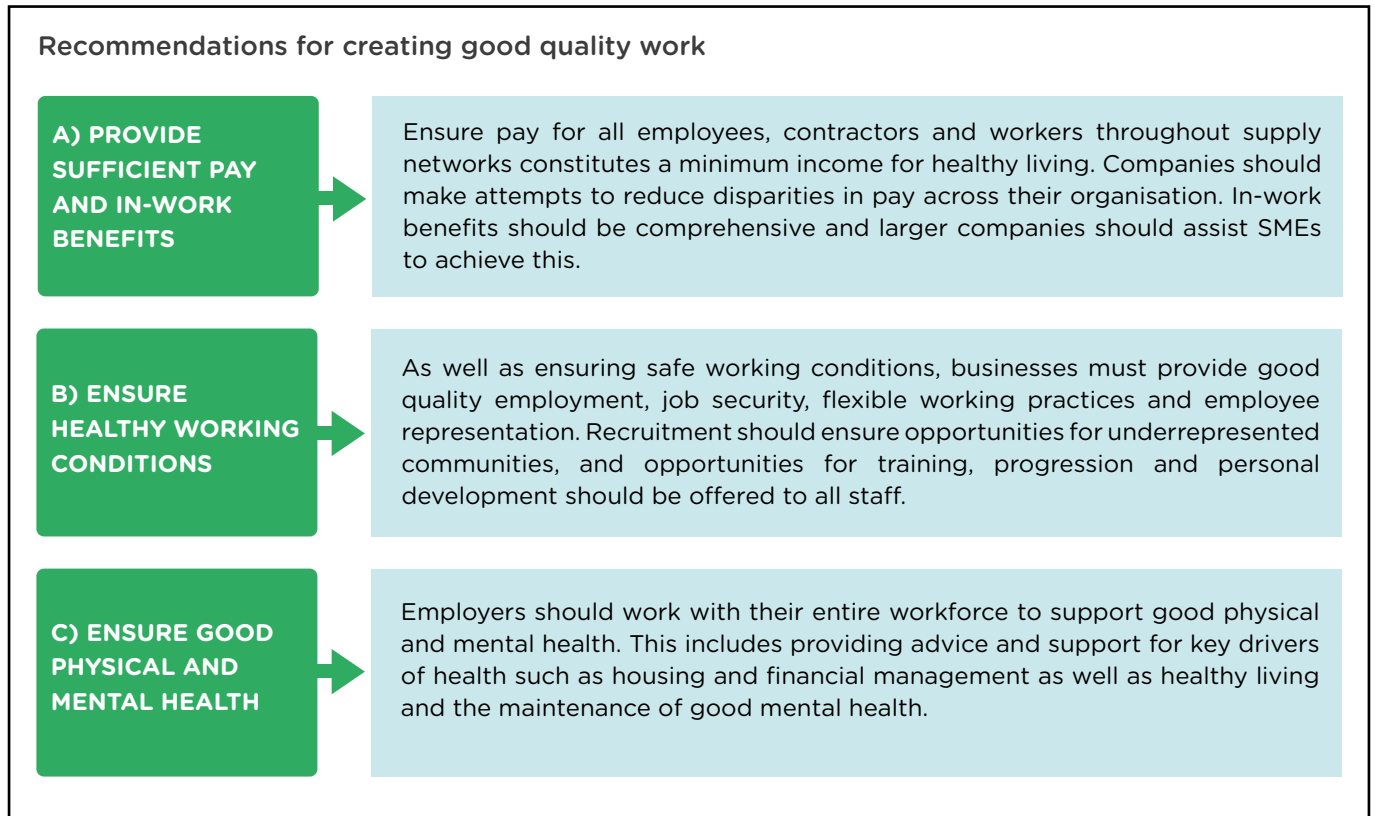 Recommendations for creating good quality work
A) PROVIDE
SUFFICIENT PAY
AND IN-WORK
BENEFITS
Ensure pay for all employees, contractors and workers throughout supply
networks constitutes a minimum income for healthy living. Companies should
make attempts to reduce disparities in pay across their organisation. In-work
benefits should be comprehensive and larger companies should assist SMEs
to achieve this.
B) ENSURE
HEALTHY WORKING
CONDITIONS
As well as ensuring safe working conditions, businesses must provide good
quality employment, job security, flexible working practices and employee
representation. Recruitment should ensure opportunities for underrepresented
communities, and opportunities for training, progression and personal
development should be offered to all staff.
C) ENSURE GOOD
PHYSICAL AND
MENTAL HEALTH
Employers should work with their entire workforce to support good physical
and mental health. This includes providing advice and support for key drivers
of health such as housing and financial management as well as healthy living
and the maintenance of good mental health.